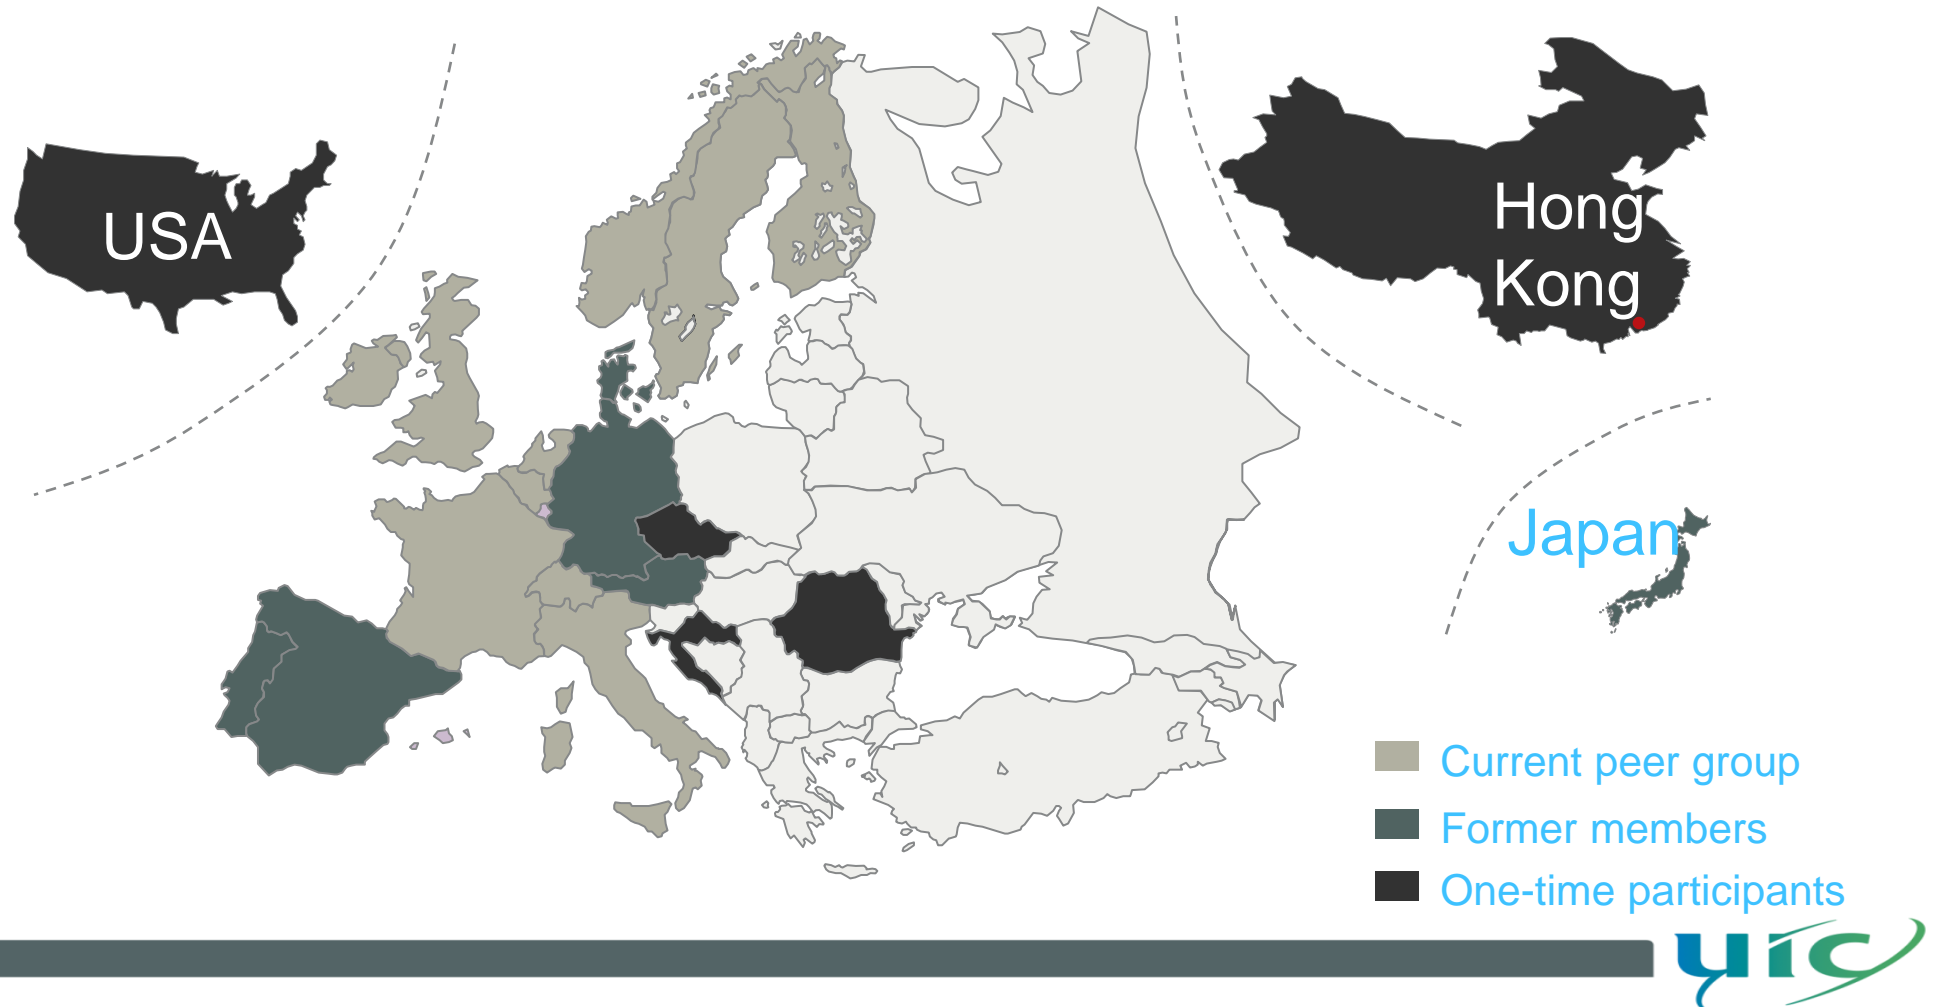 USA
Hong
Kong
Japan
Current peer group
Former members
One-time participants
uic